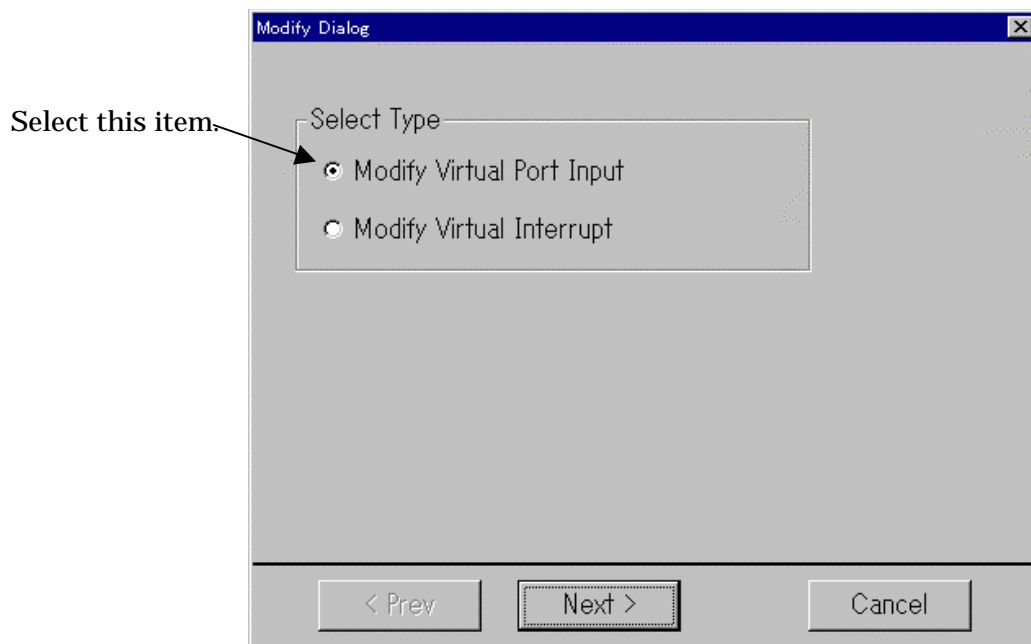 Modify Dialog
Select this item.
Select Type
Modify Virtual Port Input
Modify Virtual Interrupt
< Prev
Next >
Cancel